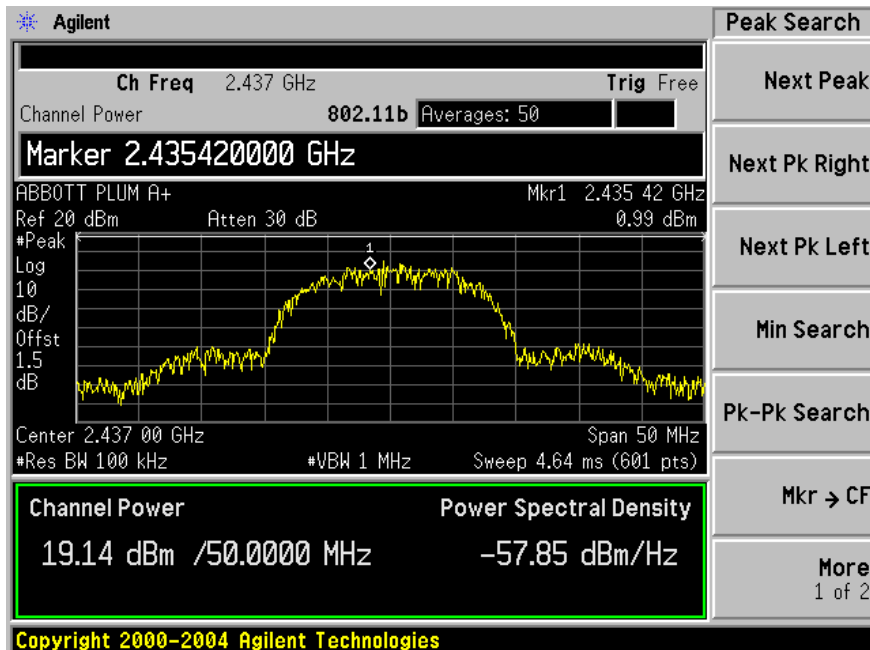 Agilent
Peak Search
Ch Freq 2.437 GHz Trig Free
Channel Power 802.11b Averages: 50
Marker 2.435420000 GHz
ABBOTT PLUM A+ Mkr1 2.435 42 GHz
Ref 20 dBm Atten 30 dB 0.99 dBm
#Peak
Log
10
dB/
Offst
1.5
dB
1
Center 2.437 00 GHz Span 50 MHz
#Res BW 100 kHz #VBW 1 MHz Sweep 4.64 ms (601 pts)
Channel Power Power Spectral Density
19.14 dBm /50.0000 MHz -57.85 dBm/Hz
Next Peak
Next Pk Right
Next Pk Left
Min Search
Pk-Pk Search
Mkr → CF
More
1 of 2
Copyright 2000-2004 Agilent Technologies